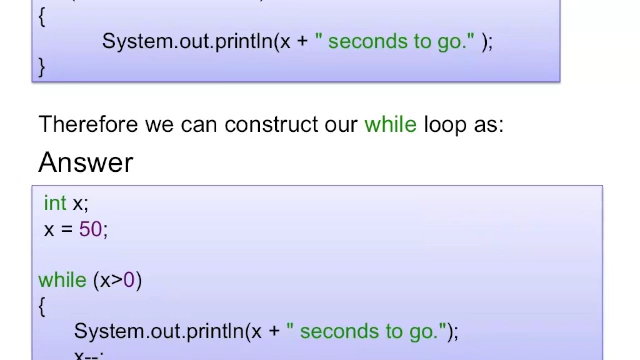 {
System.out.println(x + " seconds to go." );
}
Therefore we can construct our while loop as:
Answer
int x;
x = 50;
while (x>0)
{
System.out.println(x + " seconds to go.");
x--;